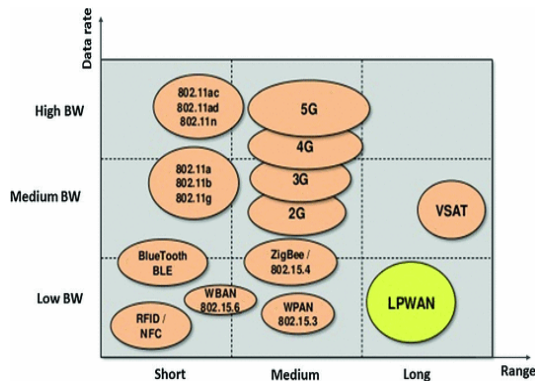 Data rate
High BW
802.11ac
802.11ad
802.11n
5G
4G
Medium BW
802.11a
802.11b
802.11g
3G
2G
VSAT
Low BW
BlueTooth
BLE
ZigBee /
802.15.4
WBAN
802.15.6
RFID /
NFC
WPAN
802.15.3
LPWAN
Short
Medium
Long
Range